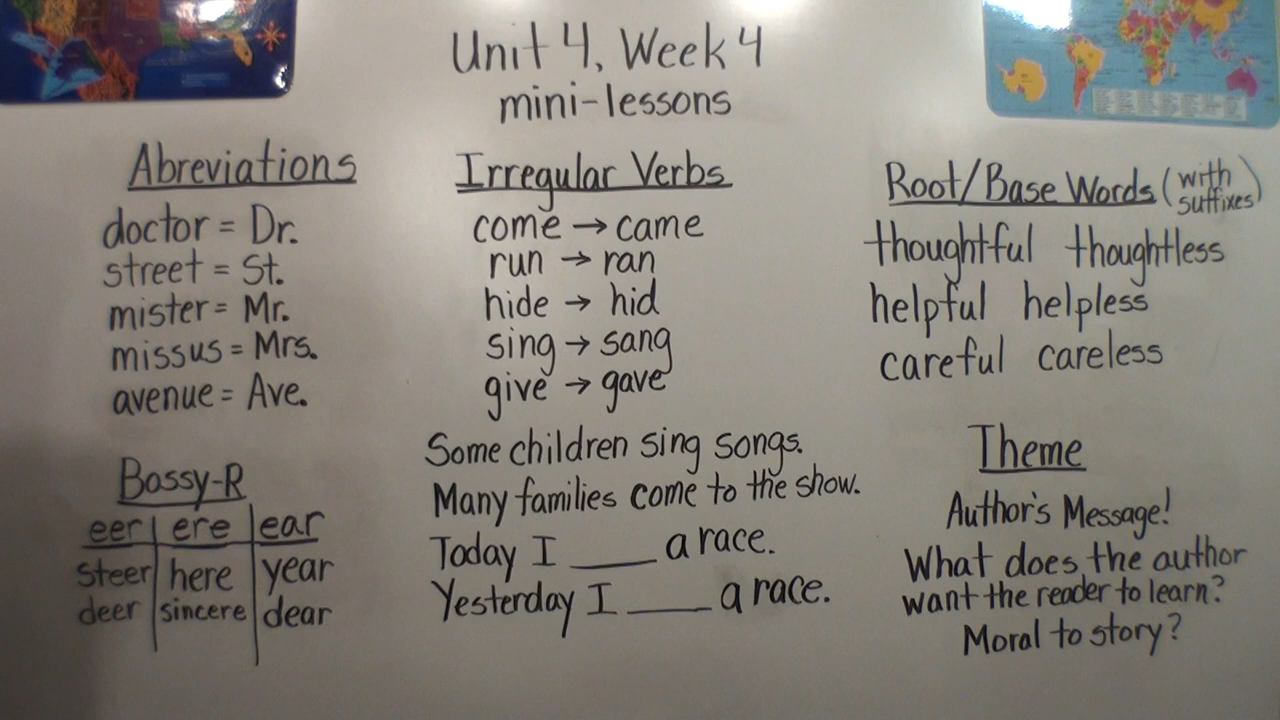 Unit 4, Week 4
mini-lessons
Abreviations
doctor = Dr.
street = St.
mister = Mr.
missus = Mrs.
avenue = Ave.
Bossy-R
eer ere ear
steer here year
deer sincere dear
Irregular Verbs
come → came
run → ran
hide → hid
sing → sang
give → gave
Some children sing songs.
Many families come to the show.
Today I ____ a race.
Yesterday I ____ a race.
Root/Base Words (with suffixes)
thoughtful thoughtless
helpful helpless
careful careless
Theme
Author's Message!
What does the author
want the reader to learn?
Moral to story?